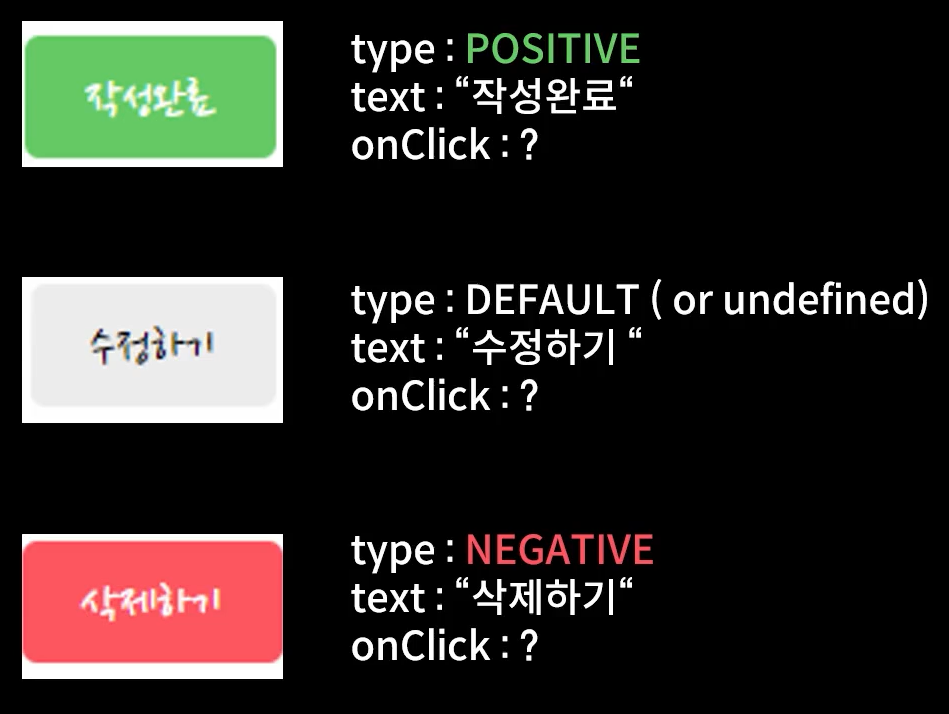 작성완료
type : POSITIVE
text : “작성완료“
onClick : ?
수정하기
type : DEFAULT ( or undefined)
text : “수정하기 “
onClick : ?
삭제하기
type : NEGATIVE
text : “삭제하기“
onClick : ?